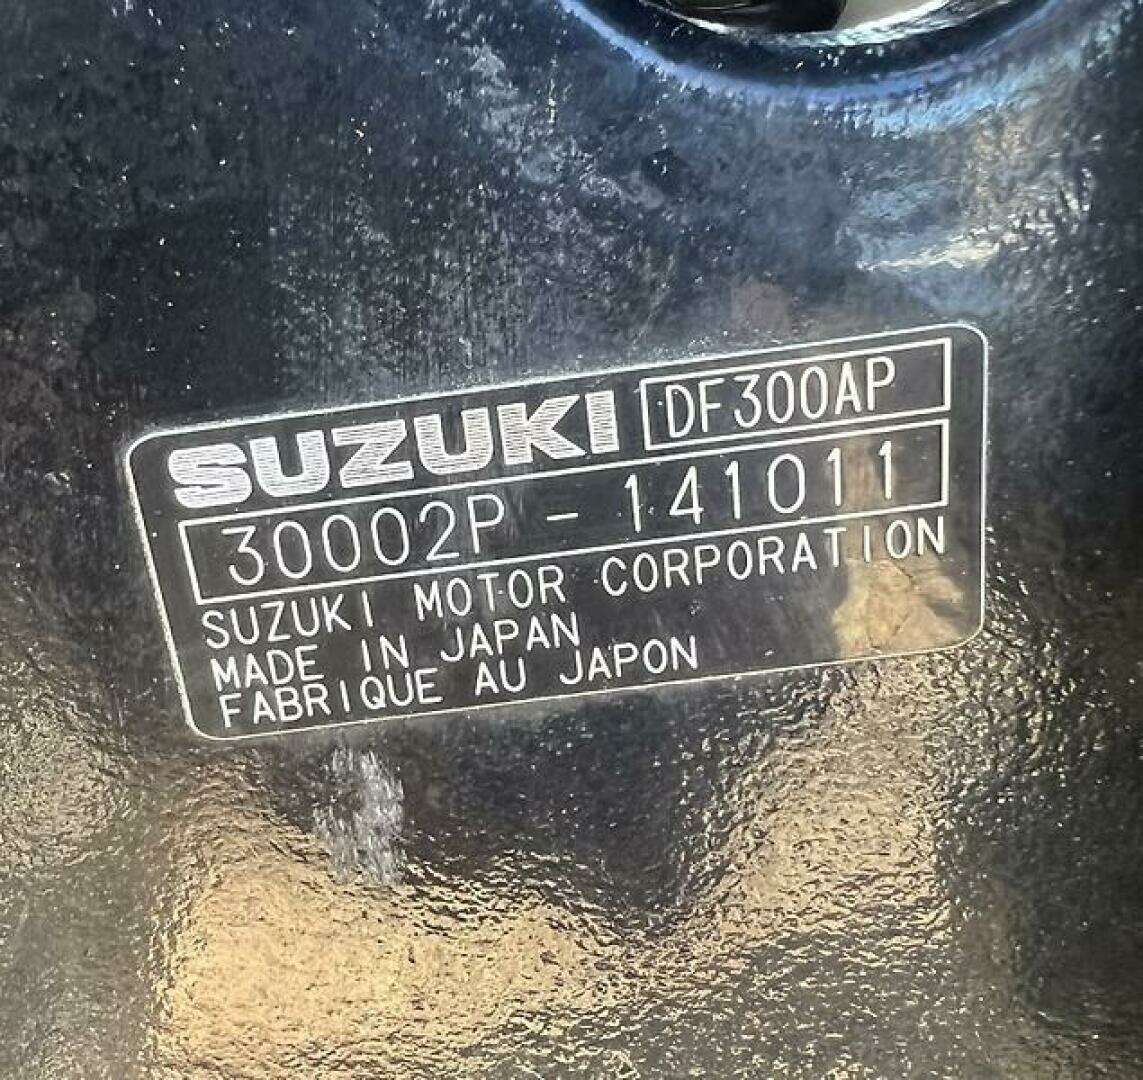 SUZUKI DF300AP
30002P - 141011
SUZUKI MOTOR CORPORATION
MADE IN JAPAN
FABRIQUE AU JAPON